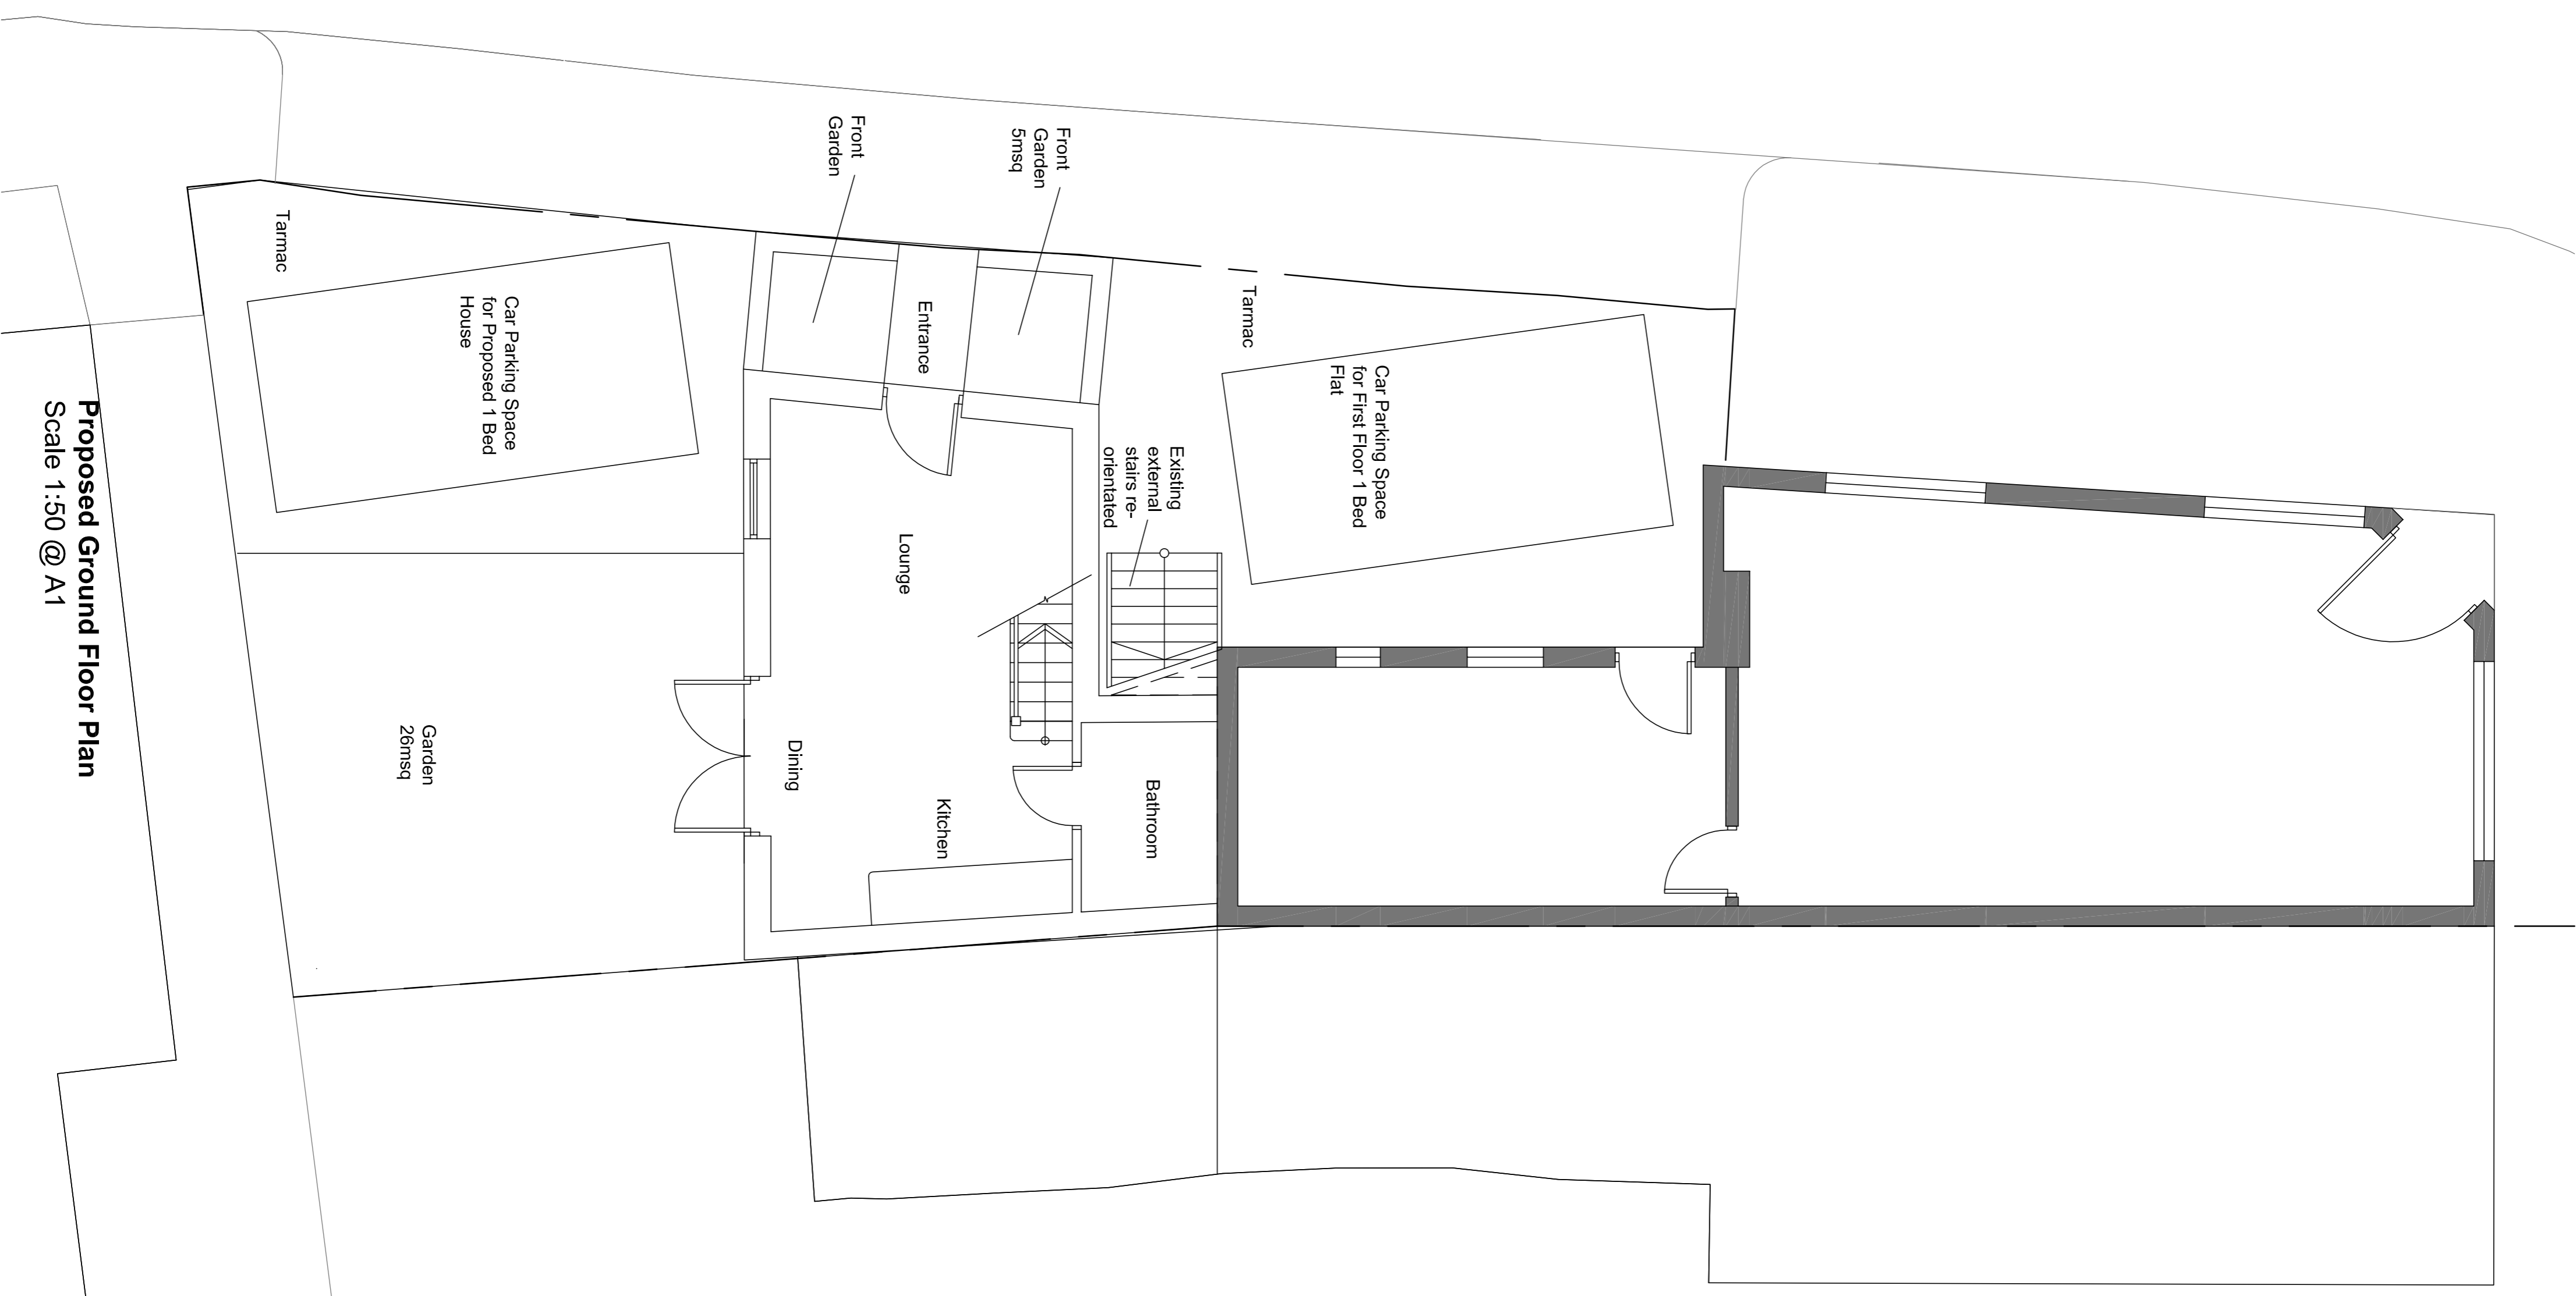 Front
Garden
5msq
Front
Garden
Tarmac
Tarmac
Entrance
Car Parking Space
for First Floor 1 Bed
Flat
Car Parking Space
for Proposed 1 Bed
House
Existing
external
stairs re-
orientated
Lounge
Dining
Bathroom
Kitchen
Garden
26msq
Proposed Ground Floor Plan
Scale 1:50 @ A1